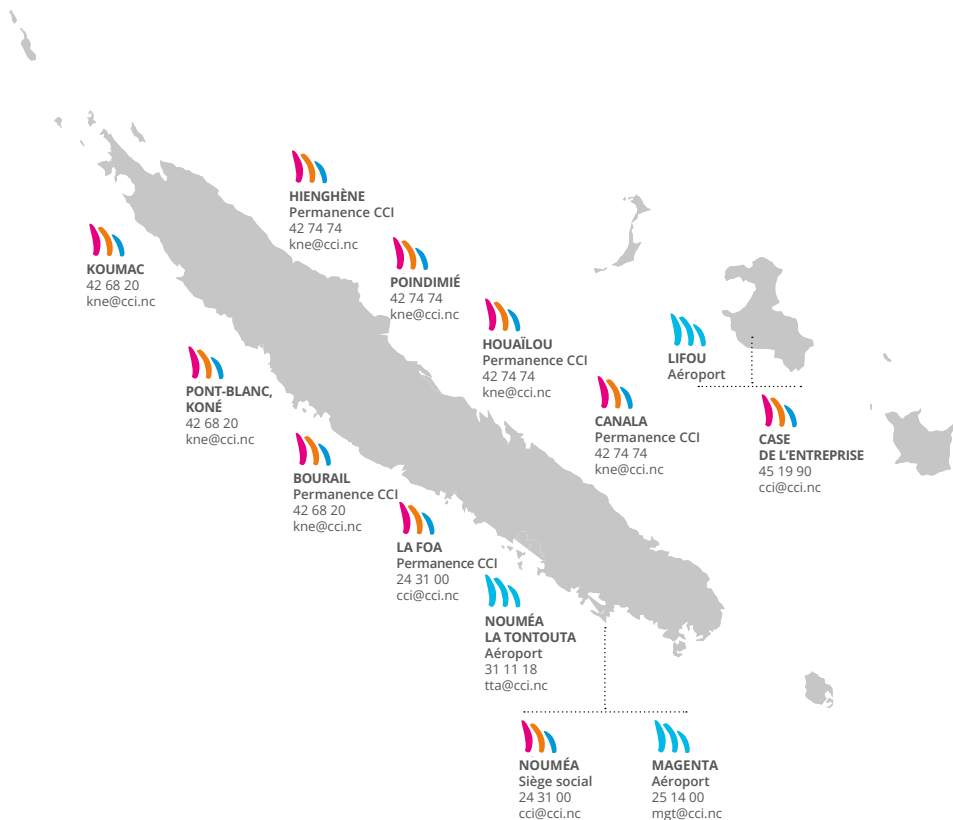 HIENGHÈNE
Permanence CCI
42 74 74
kne@cci.nc
KOUMAC
42 68 20
kne@cci.nc
POINDIMIÉ
42 74 74
kne@cci.nc
HOUAÏLOU
Permanence CCI
42 74 74
kne@cci.nc
LIFOU
Aéroport
PONT-BLANC,
KONÉ
42 68 20
kne@cci.nc
CANALA
Permanence CCI
42 74 74
kne@cci.nc
CASE
DE L’ENTREPRISE
45 19 90
cci@cci.nc
BOURAIL
Permanence CCI
42 68 20
kne@cci.nc
LA FOA
Permanence CCI
24 31 00
cci@cci.nc
NOUMÉA
LA TONTOUTA
Aéroport
31 11 18
tta@cci.nc
NOUMÉA
Siège social
24 31 00
cci@cci.nc
MAGENTA
Aéroport
25 14 00
mgt@cci.nc